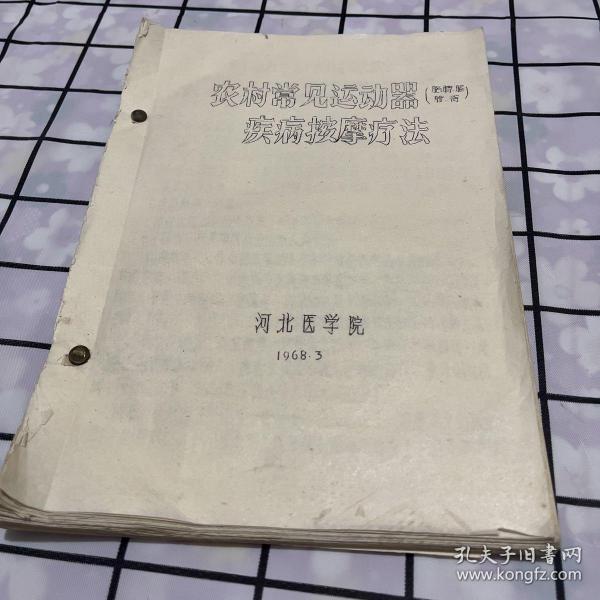 农村常见运动器
疾病按摩疗法
河北医学院
1968.3
孔夫子旧书网
www.kongfz.com